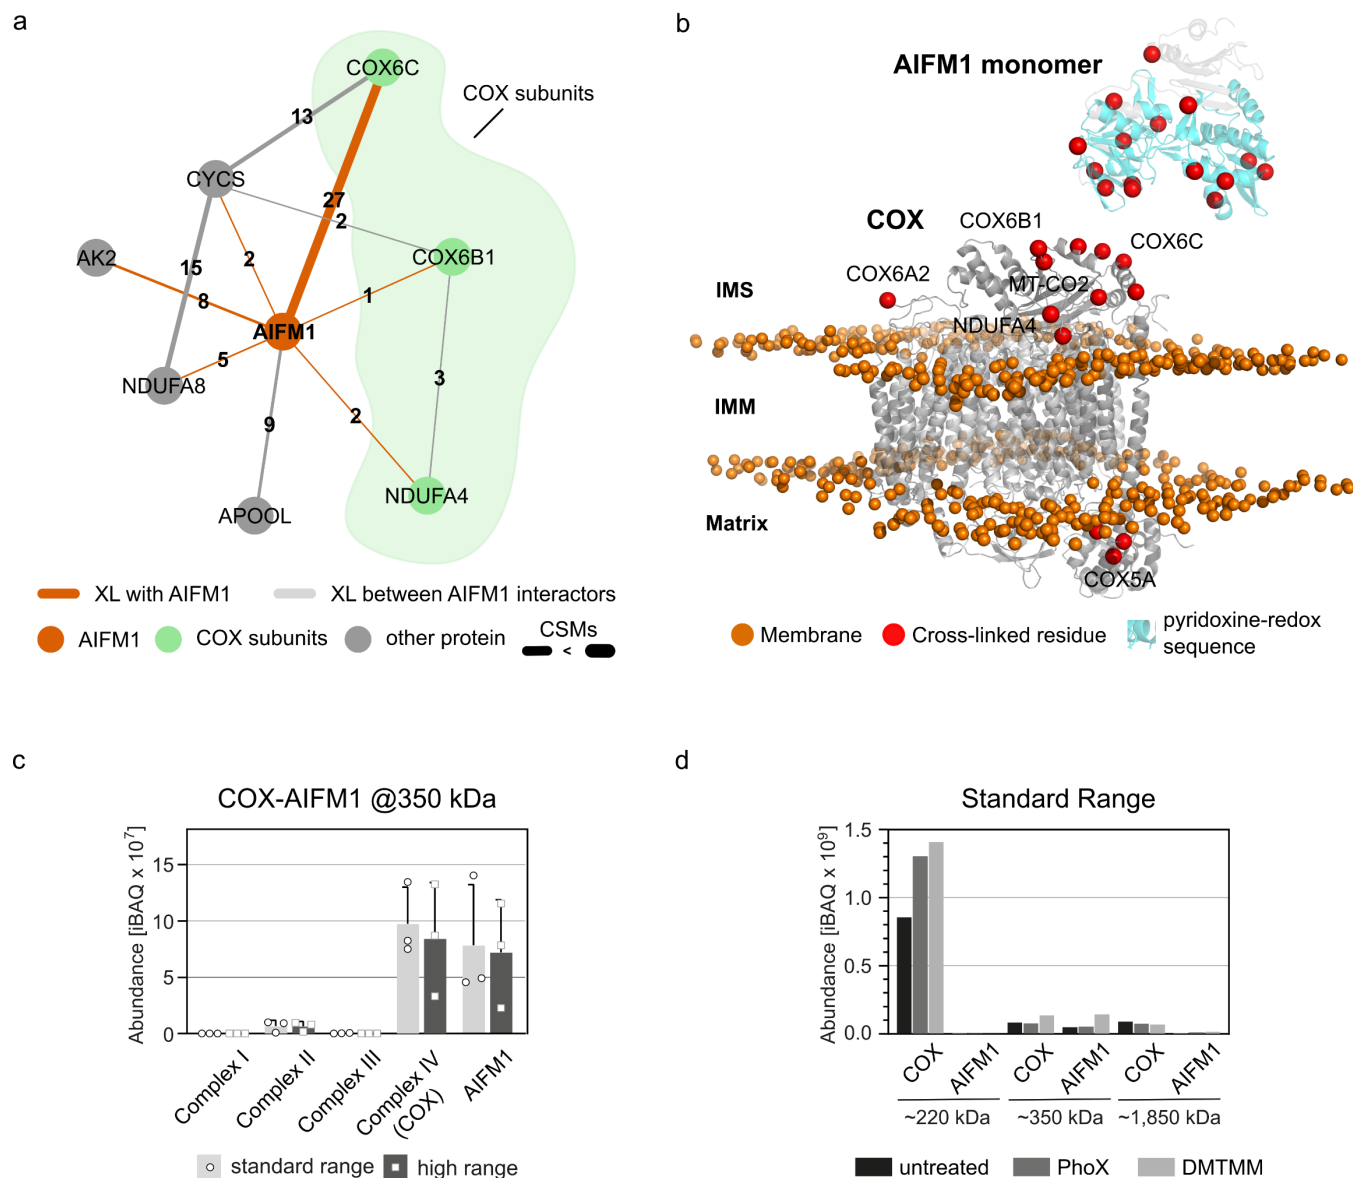 a
COX6C
COX subunits
13
CYCS
27
2
COX6B1
AK2
15
2
8
1
AIFM1
NDUFA8
5
3
2
9
NDUFA4
APOOL
XL with AIFM1
XL between AIFM1 interactors
AIFM1
COX subunits
other protein
CSMs
<
b
AIFM1 monomer
COX
COX6B1
COX6C
COX6A2
MT-CO2
IMS
NDUFA4
IMM
Matrix
COX5A
Membrane
Cross-linked residue
pyridoxine-redox
sequence
c
COX-AIFM1 @350 kDa
Abundance [iBAQ x 10⁷]
15
10
5
0
Complex I
Complex II
Complex III
Complex IV
(COX)
AIFM1
standard range
high range
d
Standard Range
Abundance [iBAQ x 10⁹]
1.5
1.0
0.5
0.0
COX
AIFM1
COX
AIFM1
COX
AIFM1
~220 kDa
~350 kDa
~1,850 kDa
untreated
PhoX
DMTMM